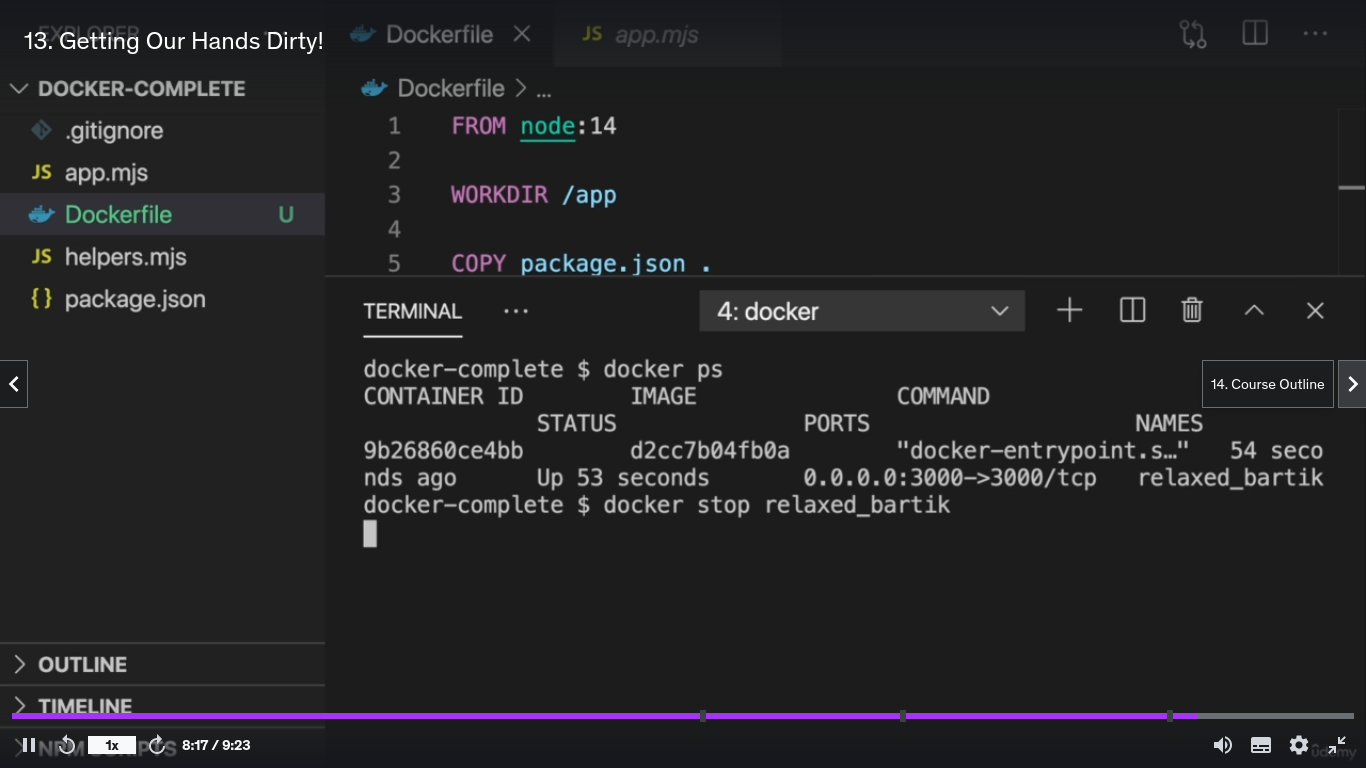 EXPLORER
13. Getting Our Hands Dirty!
Dockerfile
JS app.mjs
DOCKER-COMPLETE
.gitignore
JS app.mjs
Dockerfile U
JS helpers.mjs
{} package.json
Dockerfile > ...
1 FROM node:14
2
3 WORKDIR /app
4
5 COPY package.json .
TERMINAL ...
4: docker
docker-complete $ docker ps
CONTAINER ID IMAGE COMMAND
STATUS PORTS NAMES
9b26860ce4bb d2cc7b04fb0a "docker-entrypoint.s…" 54 seco
nds ago Up 53 seconds 0.0.0.0:3000->3000/tcp relaxed_bartik
docker-complete $ docker stop relaxed_bartik
14. Course Outline
OUTLINE
TIMELINE
NPM SCRIPTS
1x
8:17 / 9:23
ûdemy